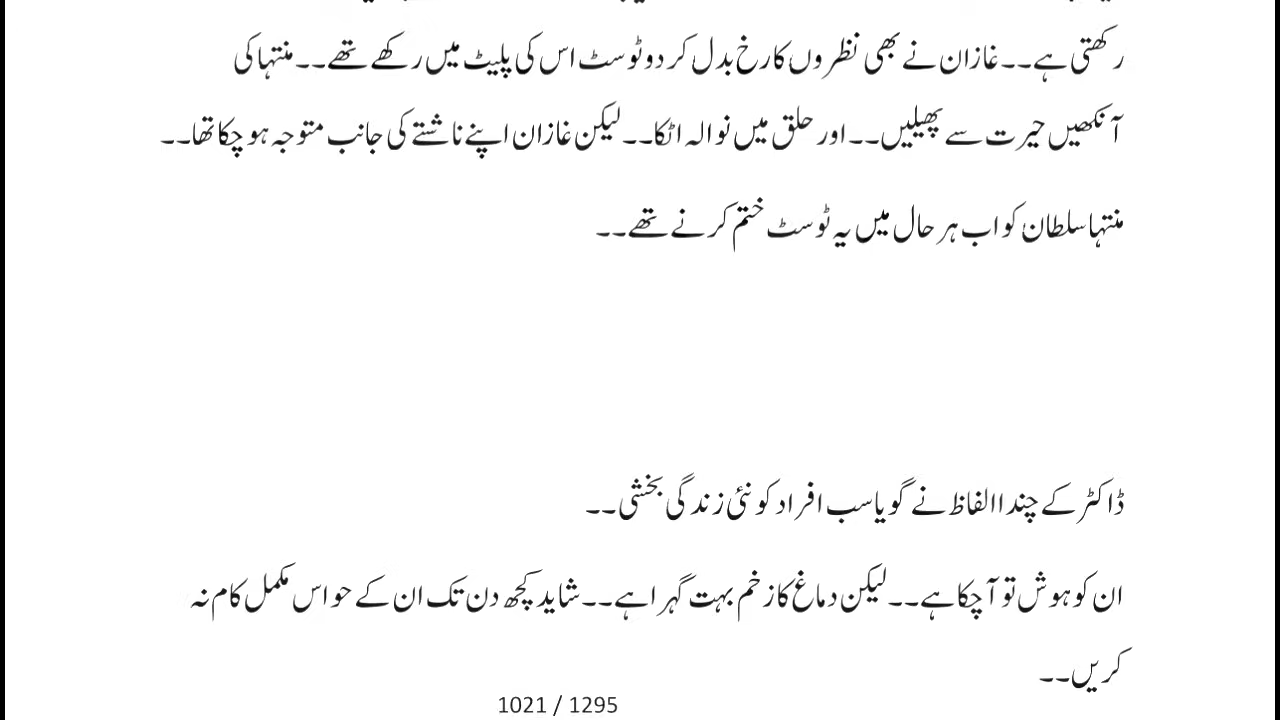 رکھتی ہے۔۔غازان نے بھی نظروں کا رخ بدل کر دو ٹوسٹ اس کی پلیٹ میں رکھے تھے۔۔منتہا کی
آنکھیں حیرت سے پھیلیں۔۔اور حلق میں نوالہ اٹکا۔۔لیکن غازان اپنے ناشتے کی جانب متوجہ ہو چکا تھا۔۔
منتہا سلطان کو اب ہر حال میں یہ ٹوسٹ ختم کرنے تھے۔۔
ڈاکٹر کے چند االفاظ نے گویا سب افراد کو نئی زندگی بخشی۔۔
ان کو ہوش تو آ چکا ہے۔۔لیکن دماغ کا زخم بہت گہرا ہے۔۔شاید کچھ دن تک ان کے حواس مکمل کام نہ
کریں۔۔
1021 / 1295